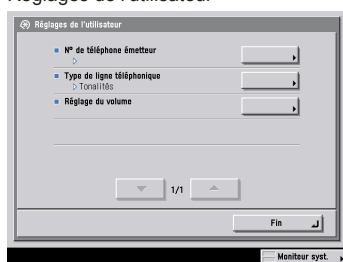 Réglages de l'utilisateur
Réglages de l'utilisateur
N° de téléphone émetteur
Type de ligne téléphonique
Tonalités
Réglage du volume
1/1
Fin
Moniteur syst.